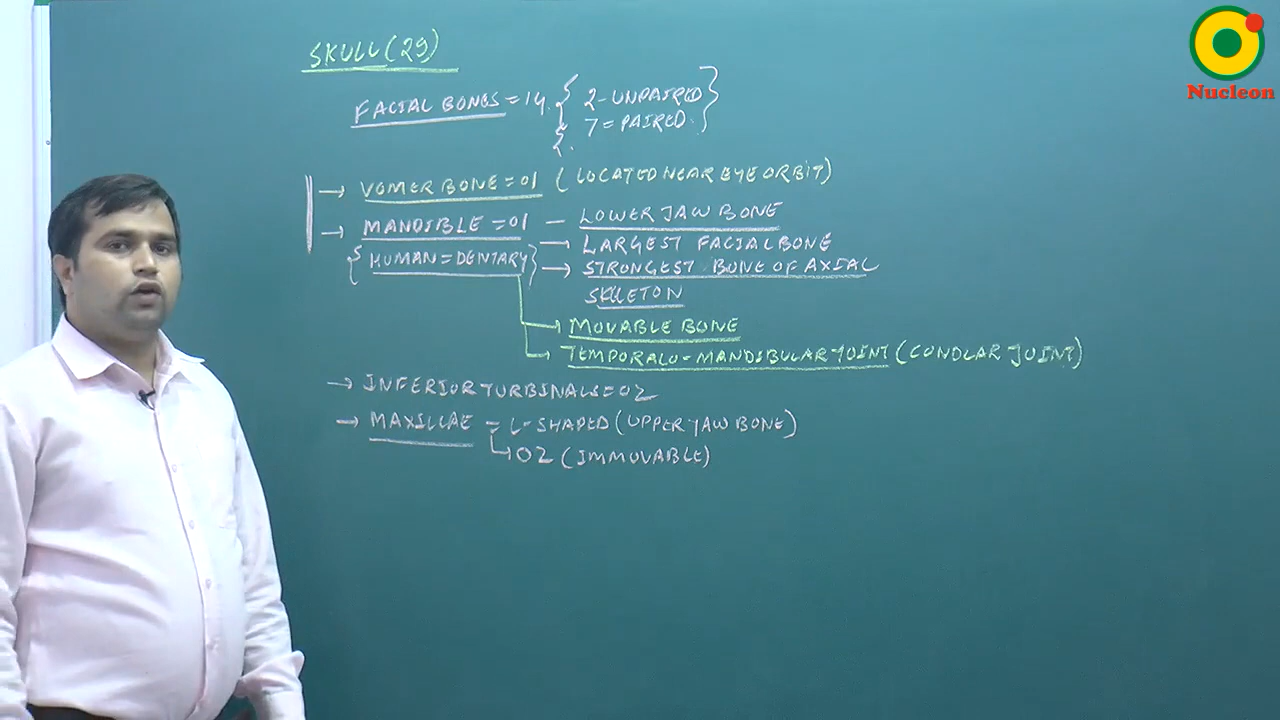 SKULL (29)
FACIAL BONES = 14. { 2 - UNPAIRED
7 = PAIRED. }
→ VOMER BONE = 01 (LOCATED NEAR EYE ORBIT)
→ MANDIBLE = 01 — LOWER JAW BONE
→ LARGEST FACIAL BONE
{HUMAN = DENTARY} → STRONGEST BONE OF AXIAL
SKELETON
→ MOVABLE BONE
→ TEMPORALO - MANDIBULAR JOINT (CONDLAR JOINT)
→ INFERIOR TURBINALS = 02
→ MAXILLAE = L-SHAPED (UPPER JAW BONE)
→ 02 (IMMOVABLE)
Nucleon